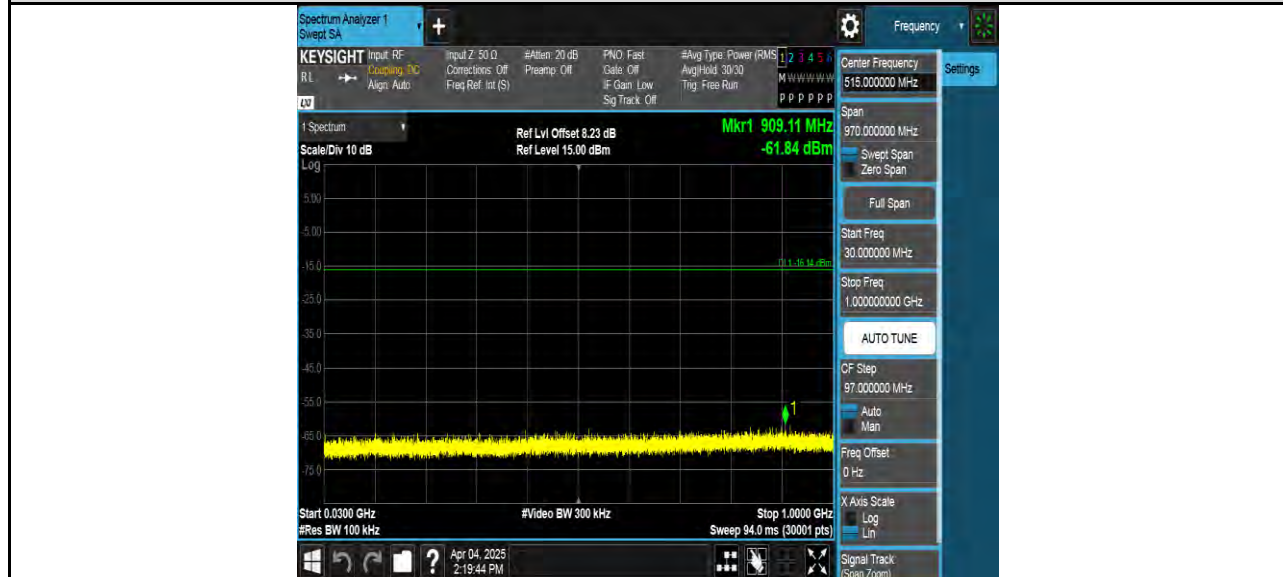 Spectrum Analyzer 1
Swept SA
+
Frequency
KEYSIGHT
RL
LXI
Input: RF
Coupling: DC
Align: Auto
Input Z: 50 Ω
Corrections: Off
Freq Ref: Int (S)
#Atten: 20 dB
Preamp: Off
PNO: Fast
Gate: Off
IF Gain: Low
Sig Track: Off
#Avg Type: Power (RMS
Avg|Hold: 30/30
Trig: Free Run
1 2 3 4 5 6
M W W W W W
P P P P P P
1 Spectrum
Scale/Div 10 dB
Ref Lvl Offset 8.23 dB
Ref Level 15.00 dBm
Mkr1 909.11 MHz
-61.84 dBm
Log
5.00
-5.00
-15.0
DL1 -16.14 dBm
-25.0
-35.0
-45.0
-55.0
1
-65.0
-75.0
Start 0.0300 GHz
#Res BW 100 kHz
#Video BW 300 kHz
Stop 1.0000 GHz
Sweep 94.0 ms (30001 pts)
?
Apr 04, 2025
2:19:44 PM
Center Frequency
515.000000 MHz
Settings
Span
970.000000 MHz
Swept Span
Zero Span
Full Span
Start Freq
30.000000 MHz
Stop Freq
1.000000000 GHz
AUTO TUNE
CF Step
97.000000 MHz
Auto
Man
Freq Offset
0 Hz
X Axis Scale
Log
Lin
Signal Track
(Span Zoom)